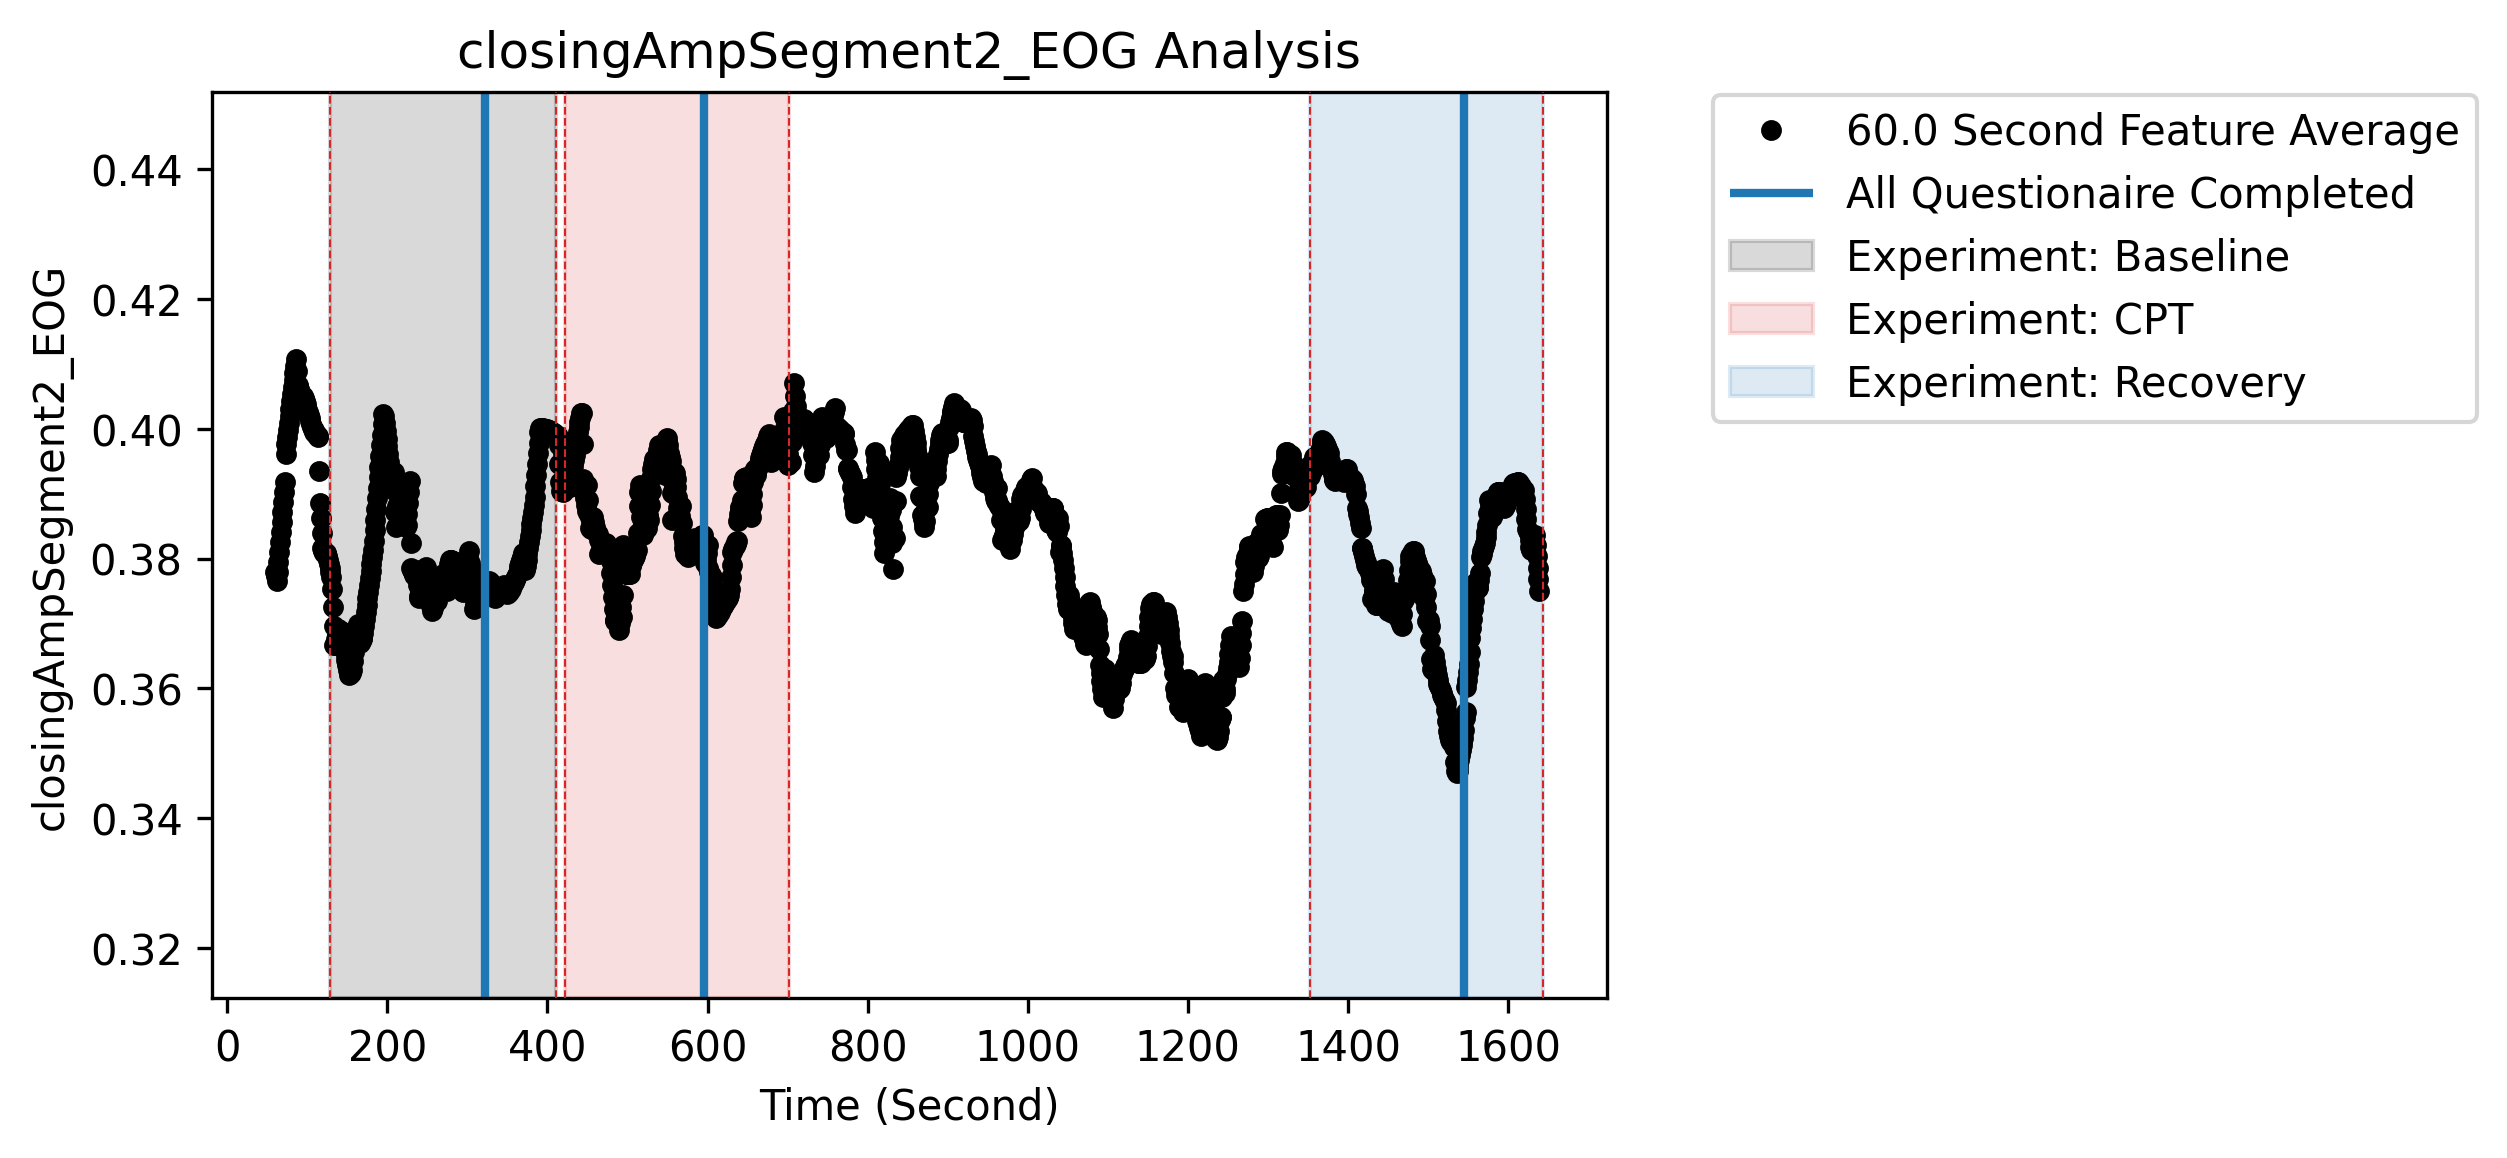 closingAmpSegment2_EOG Analysis
closingAmpSegment2_EOG
0.44
0.42
0.40
0.38
0.36
0.34
0.32
0 200 400 600 800 1000 1200 1400 1600
Time (Second)
60.0 Second Feature Average
All Questionaire Completed
Experiment: Baseline
Experiment: CPT
Experiment: Recovery